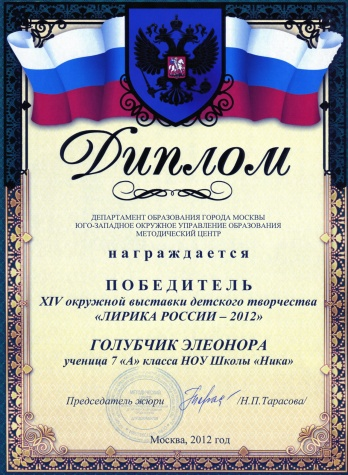 Диплом
ДЕПАРТАМЕНТ ОБРАЗОВАНИЯ ГОРОДА МОСКВЫ
ЮГО-ЗАПАДНОЕ ОКРУЖНОЕ УПРАВЛЕНИЕ ОБРАЗОВАНИЯ
МЕТОДИЧЕСКИЙ ЦЕНТР
награждается
ПОБЕДИТЕЛЬ
XIV окружной выставки детского творчества
«ЛИРИКА РОССИИ – 2012»
ГОЛУБЧИК ЭЛЕОНОРА
ученица 7 «А» класса НОУ Школы «Ника»
Председатель жюри /Н.П.Тарасова/
Москва, 2012 год